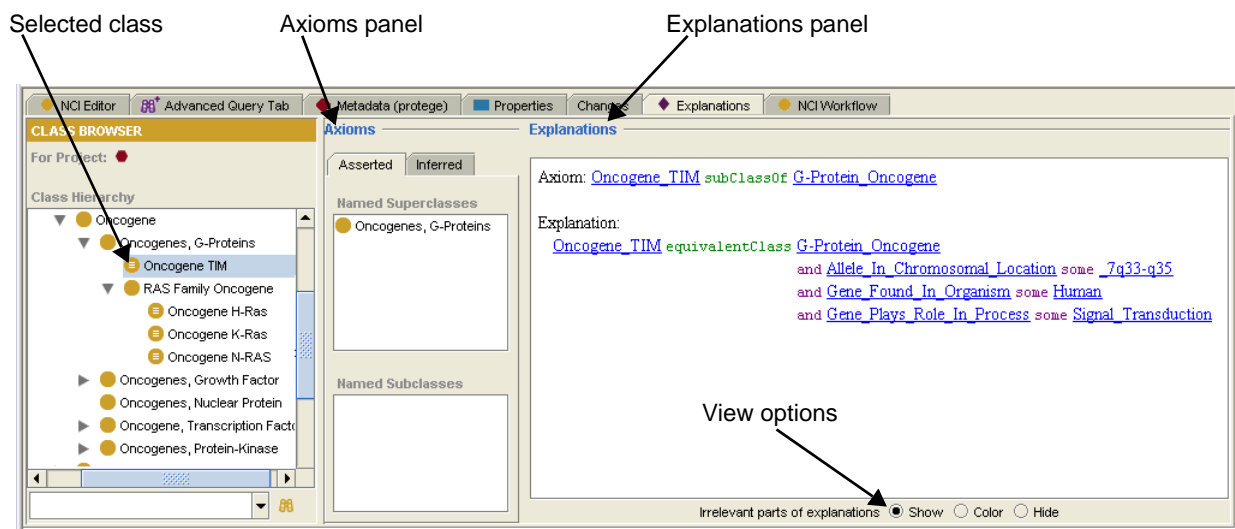 Selected class
Axioms panel
Explanations panel
NCI Editor
Advanced Query Tab
Metadata (protege)
Properties
Changes
Explanations
NCI Workflow
CLASS BROWSER
For Project:
Class Hierarchy
Oncogene
Oncogenes, G-Proteins
Oncogene TIM
RAS Family Oncogene
Oncogene H-Ras
Oncogene K-Ras
Oncogene N-RAS
Oncogenes, Growth Factor
Oncogenes, Nuclear Protein
Oncogene, Transcription Facto
Oncogenes, Protein-Kinase
Axioms
Asserted
Inferred
Named Superclasses
Oncogenes, G-Proteins
Named Subclasses
Explanations
Axiom: Oncogene_TIM subClassOf G-Protein_Oncogene
Explanation:
Oncogene_TIM equivalentClass G-Protein_Oncogene
and Allele_In_Chromosomal_Location some _7q33-q35
and Gene_Found_In_Organism some Human
and Gene_Plays_Role_In_Process some Signal_Transduction
View options
Irrelevant parts of explanations Show Color Hide